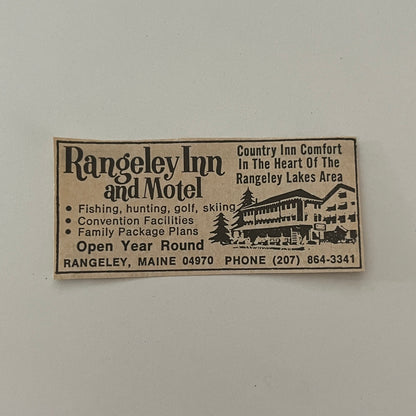 Rangeley Inn
and Motel
Country Inn Comfort
In The Heart Of The
Rangeley Lakes Area
• Fishing, hunting, golf, skiing
• Convention Facilities
• Family Package Plans
Open Year Round
RANGELEY, MAINE 04970 PHONE (207) 864-3341